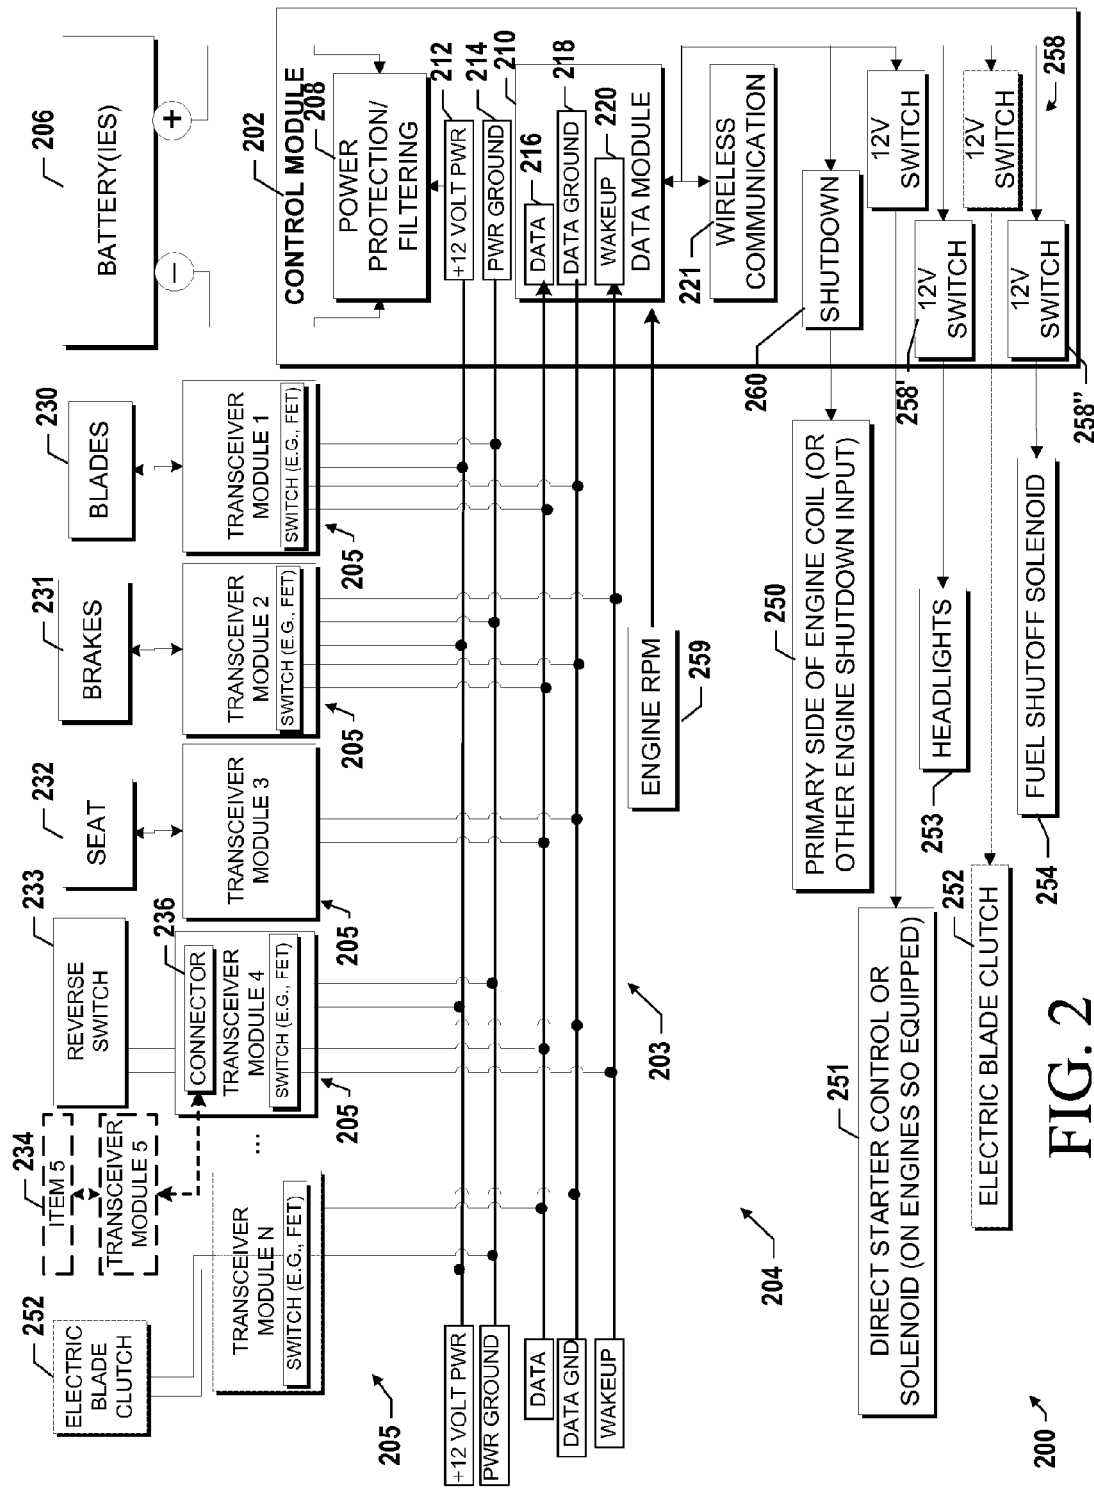 206
BATTERY(IES)
+
−
202
CONTROL MODULE
208
POWER
PROTECTION/
FILTERING
212
+12 VOLT PWR
214
PWR GROUND
210
216
DATA
218
DATA GROUND
220
WAKEUP
DATA MODULE
221
WIRELESS
COMMUNICATION
260
SHUTDOWN
12V
SWITCH
258'
12V
SWITCH
12V
SWITCH
258
12V
SWITCH
258"
230
BLADES
TRANSCEIVER
MODULE 1
SWITCH (E.G., FET)
205
231
BRAKES
TRANSCEIVER
MODULE 2
SWITCH (E.G., FET)
205
232
SEAT
TRANSCEIVER
MODULE 3
205
233
REVERSE
SWITCH
236
CONNECTOR
TRANSCEIVER
MODULE 4
SWITCH (E.G., FET)
205
234
ITEM 5
TRANSCEIVER
MODULE 5
...
252
ELECTRIC
BLADE
CLUTCH
TRANSCEIVER
MODULE N
SWITCH (E.G., FET)
205
+12 VOLT PWR
PWR GROUND
DATA
DATA GND
WAKEUP
203
204
ENGINE RPM
259
250
PRIMARY SIDE OF ENGINE COIL (OR
OTHER ENGINE SHUTDOWN INPUT)
251
DIRECT STARTER CONTROL OR
SOLENOID (ON ENGINES SO EQUIPPED)
253
HEADLIGHTS
252
ELECTRIC BLADE CLUTCH
254
FUEL SHUTOFF SOLENOID
200
FIG. 2